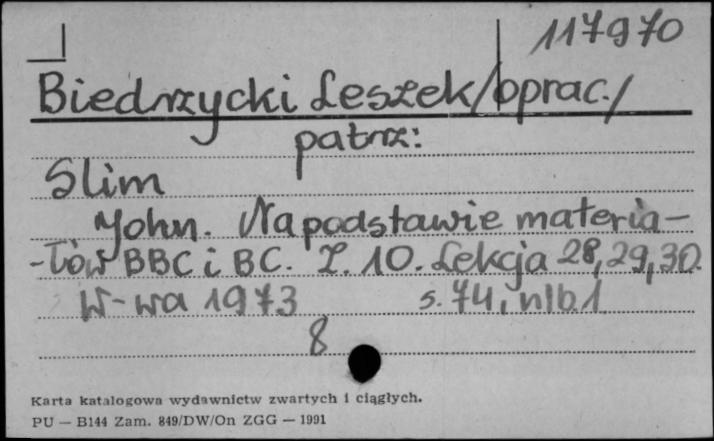 117970
Biedrzycki Leszek/oprac./
patrz:
Slim
John. Na podstawie materia-
-łów BBC i BC. Z. 10. Lekcja 28, 29, 30.
W-wa 1973 s. 74, nlb.1
8
Karta katalogowa wydawnictw zwartych i ciągłych.
PU — B144 Zam. 849/DW/On ZGG — 1991